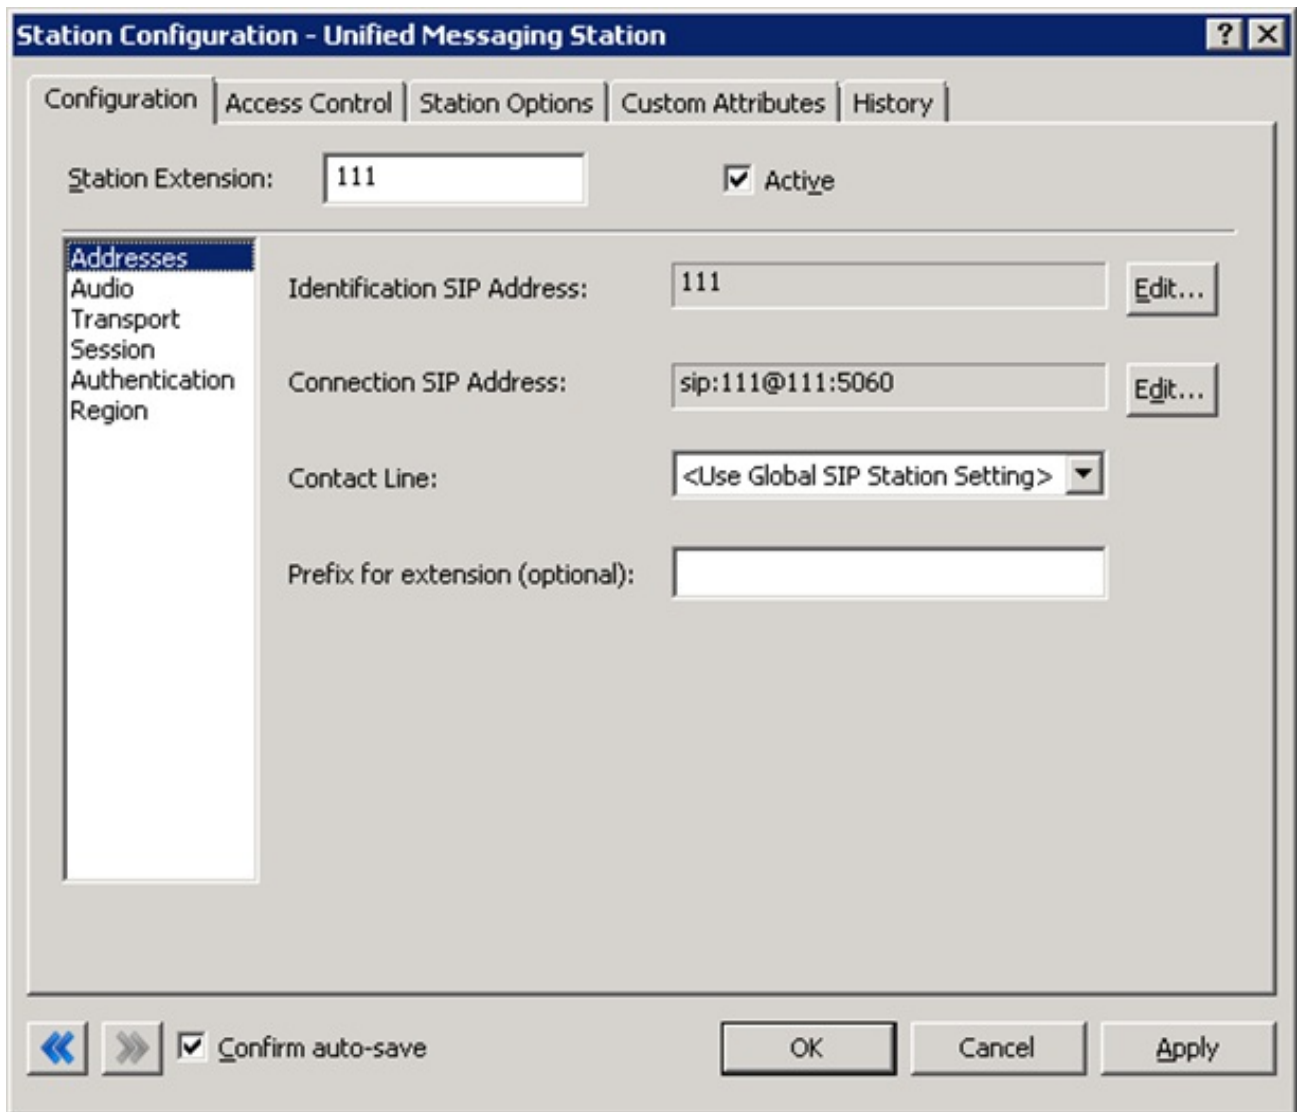 Station Configuration - Unified Messaging Station
Configuration Access Control Station Options Custom Attributes History
Station Extension: 111 Active
Addresses
Audio
Transport
Session
Authentication
Region
Identification SIP Address: 111 Edit...
Connection SIP Address: sip:111@111:5060 Edit...
Contact Line: <Use Global SIP Station Setting>
Prefix for extension (optional):
Confirm auto-save OK Cancel Apply